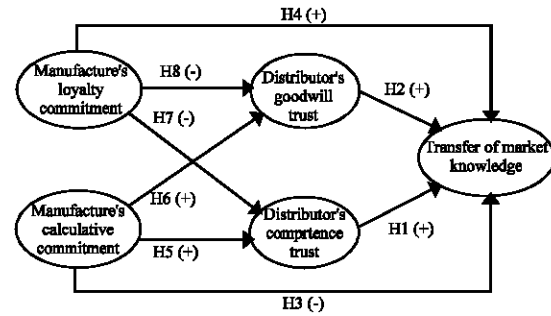 H4 (+)
Manufacture's
loyalty
commitment
H8 (-)
H7 (-)
Distributor's
goodwill
trust
H2 (+)
Transfer of market
knowledge
Manufacture's
calculative
commitment
H6 (+)
H5 (+)
Distributor's
comprtence
trust
H1 (+)
H3 (-)